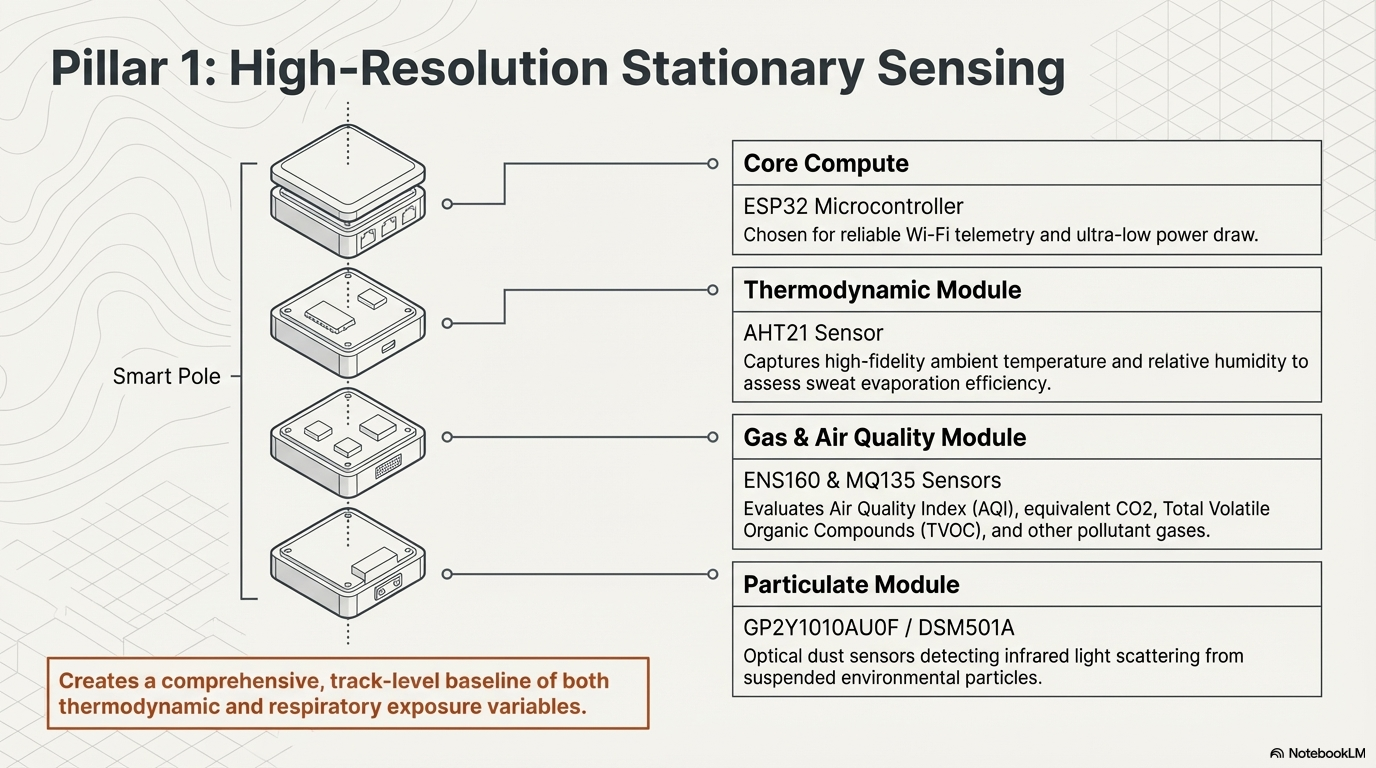 Pillar 1: High-Resolution Stationary Sensing
Smart Pole
Core Compute
ESP32 Microcontroller
Chosen for reliable Wi-Fi telemetry and ultra-low power draw.
Thermodynamic Module
AHT21 Sensor
Captures high-fidelity ambient temperature and relative humidity to
assess sweat evaporation efficiency.
Gas & Air Quality Module
ENS160 & MQ135 Sensors
Evaluates Air Quality Index (AQI), equivalent CO2, Total Volatile
Organic Compounds (TVOC), and other pollutant gases.
Particulate Module
GP2Y1010AU0F / DSM501A
Optical dust sensors detecting infrared light scattering from
suspended environmental particles.
Creates a comprehensive, track-level baseline of both
thermodynamic and respiratory exposure variables.
NotebookLM